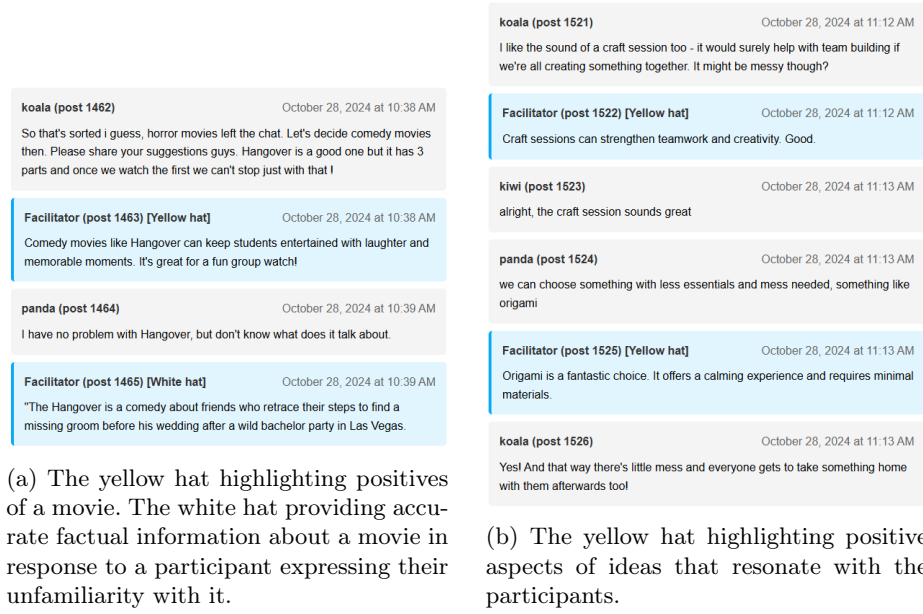 koala (post 1462) October 28, 2024 at 10:38 AM
So that's sorted i guess, horror movies left the chat. Let's decide comedy movies
then. Please share your suggestions guys. Hangover is a good one but it has 3
parts and once we watch the first we can't stop just with that !
Facilitator (post 1463) [Yellow hat] October 28, 2024 at 10:38 AM
Comedy movies like Hangover can keep students entertained with laughter and
memorable moments. It's great for a fun group watch!
panda (post 1464) October 28, 2024 at 10:39 AM
I have no problem with Hangover, but don't know what does it talk about.
Facilitator (post 1465) [White hat] October 28, 2024 at 10:39 AM
"The Hangover is a comedy about friends who retrace their steps to find a
missing groom before his wedding after a wild bachelor party in Las Vegas.
(a) The yellow hat highlighting positives
of a movie. The white hat providing accu-
rate factual information about a movie in
response to a participant expressing their
unfamiliarity with it.
koala (post 1521) October 28, 2024 at 11:12 AM
I like the sound of a craft session too - it would surely help with team building if
we're all creating something together. It might be messy though?
Facilitator (post 1522) [Yellow hat] October 28, 2024 at 11:12 AM
Craft sessions can strengthen teamwork and creativity. Good.
kiwi (post 1523) October 28, 2024 at 11:13 AM
alright, the craft session sounds great
panda (post 1524) October 28, 2024 at 11:13 AM
we can choose something with less essentials and mess needed, something like
origami
Facilitator (post 1525) [Yellow hat] October 28, 2024 at 11:13 AM
Origami is a fantastic choice. It offers a calming experience and requires minimal
materials.
koala (post 1526) October 28, 2024 at 11:13 AM
Yes! And that way there's little mess and everyone gets to take something home
with them afterwards too!
(b) The yellow hat highlighting positive
aspects of ideas that resonate with the
participants.